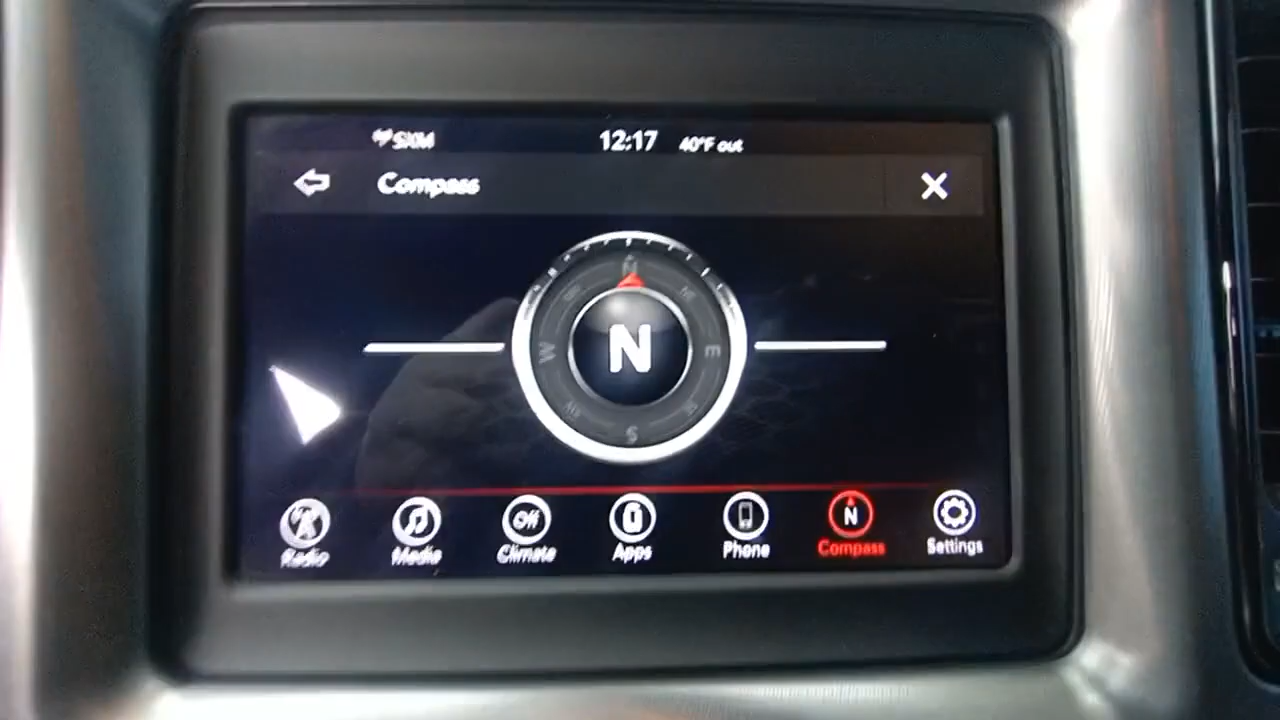 SXM 12:17 40°F out
Compass
N
W N E
S
Off N
Radio Media Climate Apps Phone Compass Settings